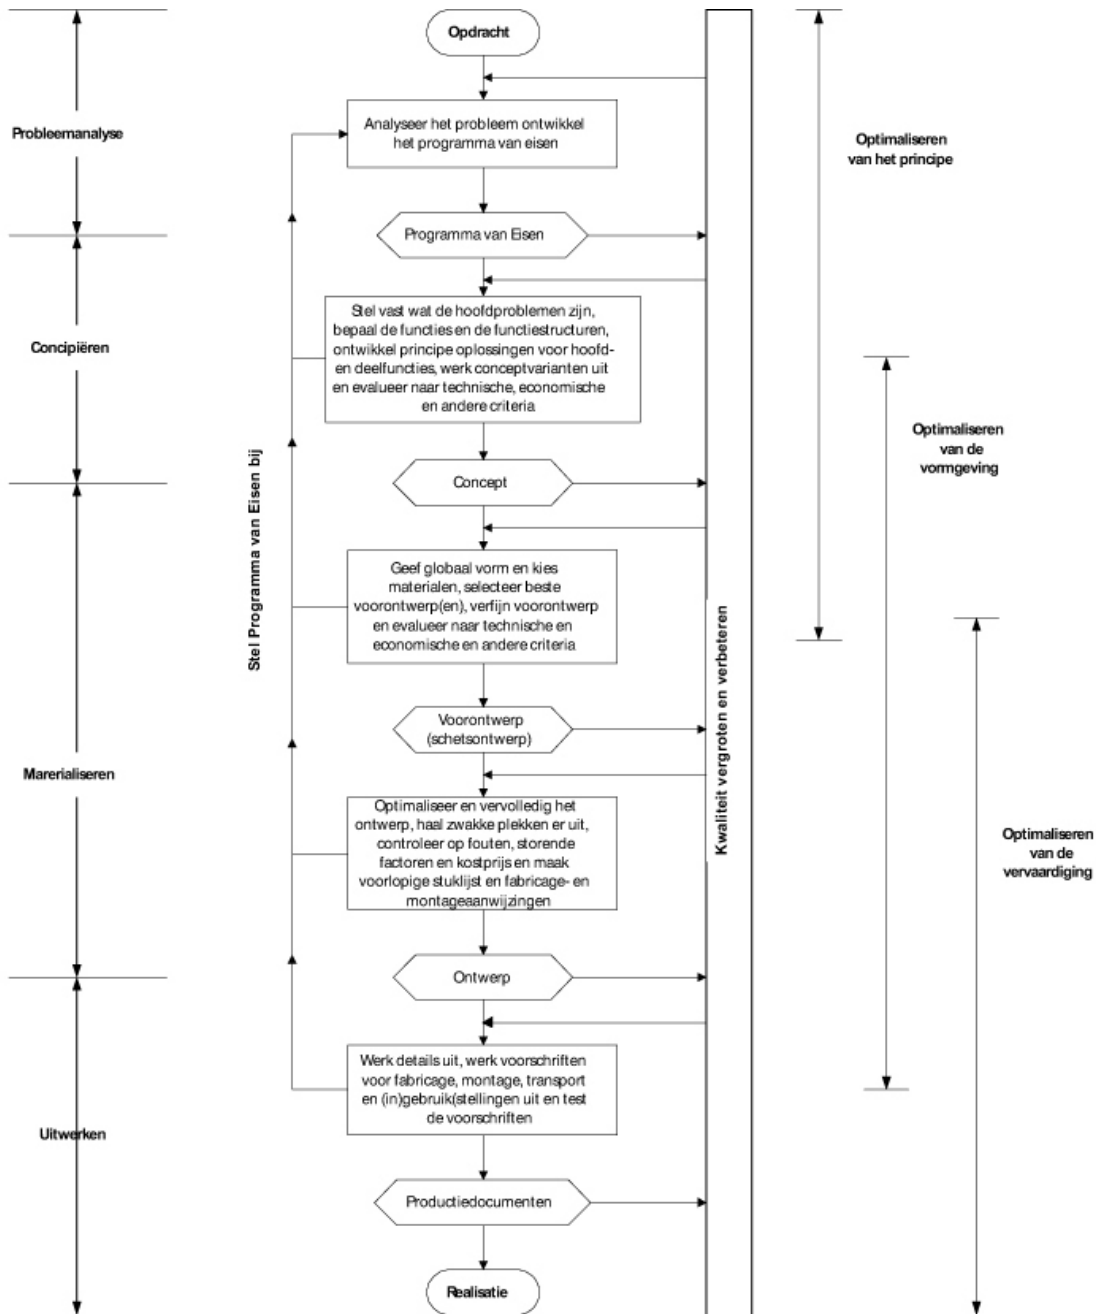 Opdracht
Probleemanalyse
Analyseer het probleem ontwikkel
het programma van eisen
Optimaliseren
van het principe
Programma van Eisen
Concipiëren
Stel vast wat de hoofdproblemen zijn,
bepaal de functies en de functiestructuren,
ontwikkel principe oplossingen voor hoofd-
en deelfuncties, werk conceptvarianten uit
en evalueer naar technische, economische
en andere criteria
Optimaliseren
van de
vormgeving
Concept
Stel Programma van Eisen bij
Geef globaal vorm en kies
materialen, selecteer beste
voorontwerp(en), verfijn voorontwerp
en evalueer naar technische en
economische en andere criteria
Kwaliteit vergroten en verbeteren
Voorontwerp
(schetsontwerp)
Marerialiseren
Optimaliseer en vervolledig het
ontwerp, haal zwakke plekken er uit,
controleer op fouten, storende
factoren en kostprijs en maak
voorlopige stuklijst en fabricage- en
montageaanwijzingen
Optimaliseren
van de
vervaardiging
Ontwerp
Werk details uit, werk voorschriften
voor fabricage, montage, transport
en (in)gebruik(stellingen uit en test
de voorschriften
Uitwerken
Productiedocumenten
Realisatie